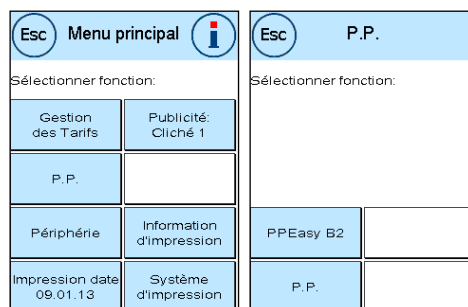 Esc Menu principal i
Sélectionner fonction:
Gestion
des Tarifs
Publicité:
Cliché 1
P.P.
Périphérie
Information
d'impression
Impression date
09.01.13
Système
d'impression
Esc P.P.
Sélectionner fonction:
PPEasy B2
P.P.